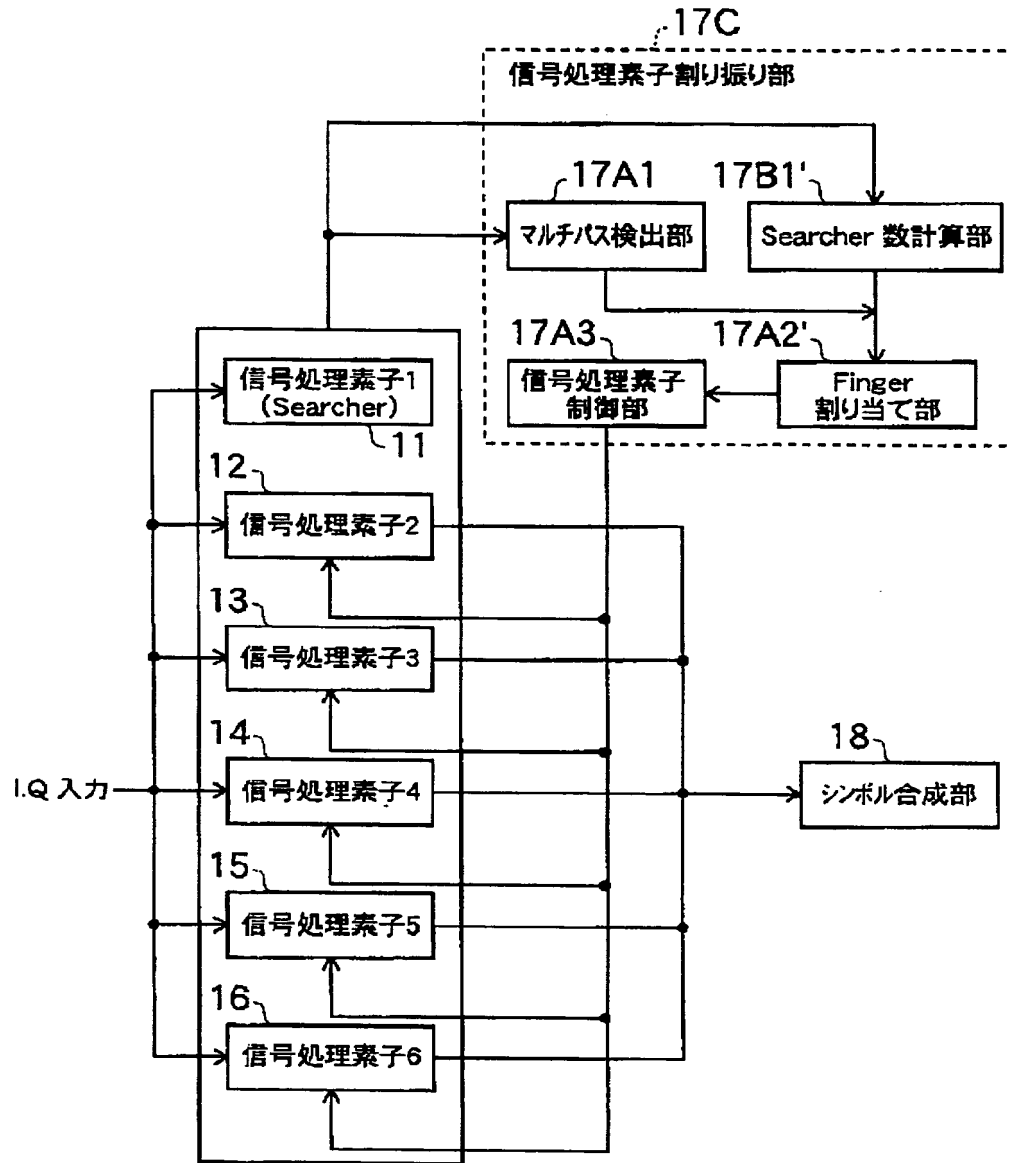 17C
信号処理素子割り振り部
17A1
17B1'
マルチパス検出部
Searcher 数計算部
17A3
17A2'
信号処理素子
制御部
Finger
割り当て部
信号処理素子1
(Searcher)
11
12
信号処理素子2
13
信号処理素子3
14
I.Q 入力
信号処理素子4
18
シンボル合成部
15
信号処理素子5
16
信号処理素子6